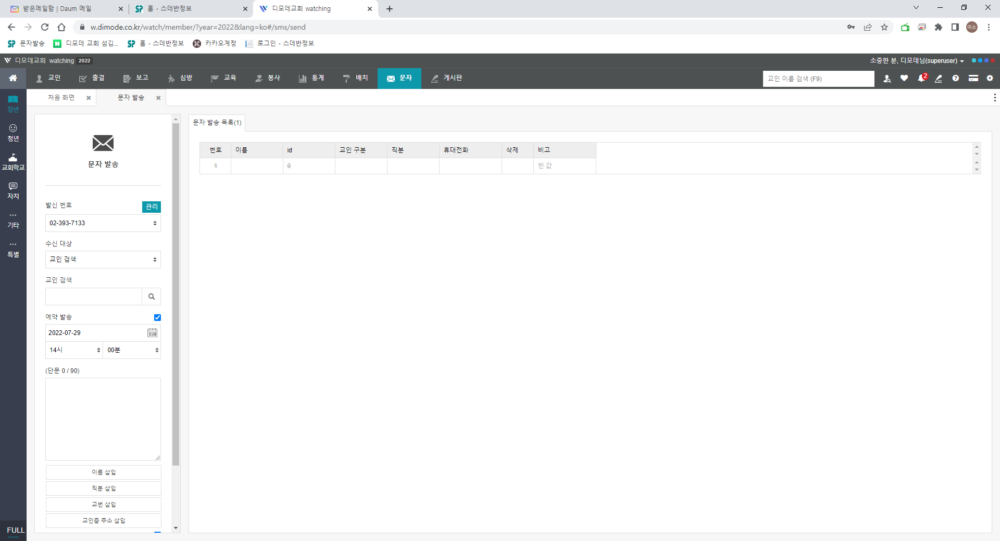 받은메일함 | Daum 메일
홈 - 스데반정보
디모데교회 watching
w.dimode.co.kr/watch/member/?year=2022&lang=ko#/sms/send
미소
문자발송
디모데 교회 섬김...
홈 - 스데반정보
카카오계정
로그인 - 스데반정보
디모데교회 watching 2022
소중한 분, 디모데님(superuser)
교인
출결
보고
심방
교육
봉사
통계
배치
문자
게시판
교인 이름 검색 (F9)
2
처음 화면
문자 발송
장년
청년
교회학교
자치
기타
특별
FULL
문자 발송
발신 번호
관리
02-393-7133
수신 대상
교인 검색
교인 검색
예약 발송
2022-07-29
14시
00분
(단문 0 / 90)
이름 삽입
직분 삽입
교번 삽입
교인증 주소 삽입
문자 발송 목록(1)
번호 이름 id 교인 구분 직분 휴대전화 삭제 비고
1 0 빈 값